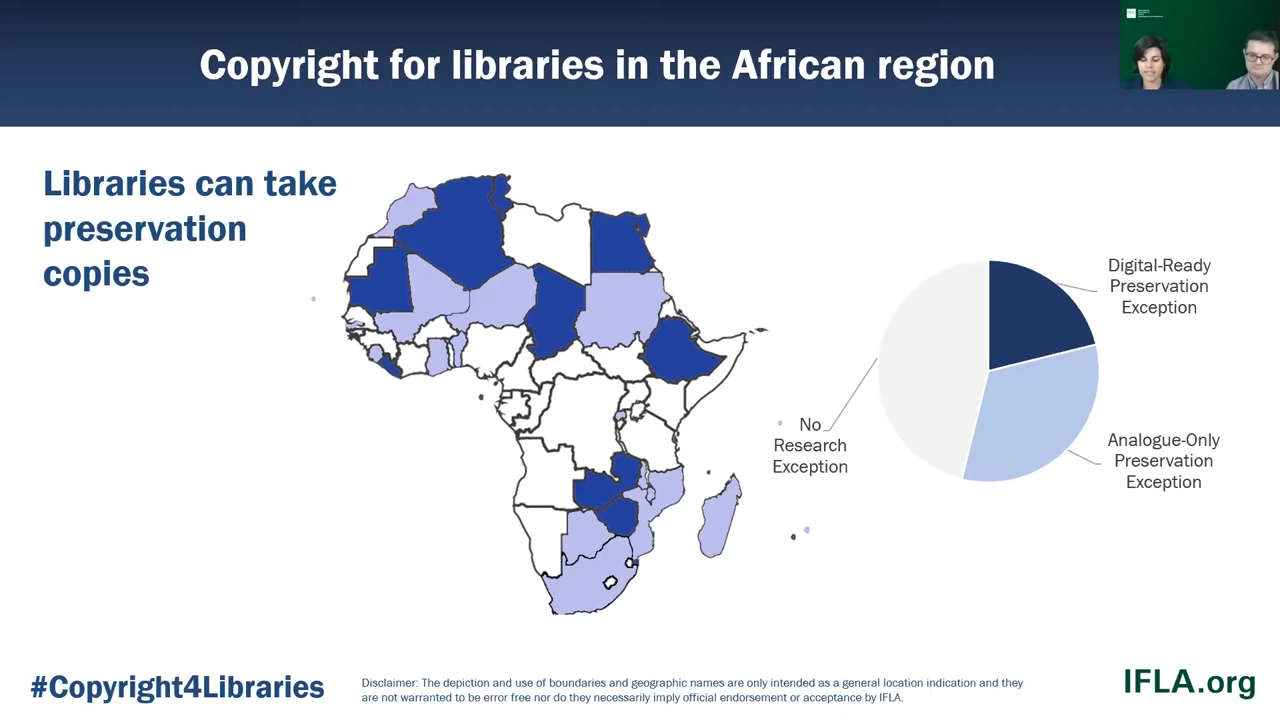 Copyright for libraries in the African region
Libraries can take
preservation
copies
Digital-Ready
Preservation
Exception
No
Research
Exception
Analogue-Only
Preservation
Exception
#Copyright4Libraries
Disclaimer: The depiction and use of boundaries and geographic names are only intended as a general location indication and they
are not warranted to be error free nor do they necessarily imply official endorsement or acceptance by IFLA.
IFLA.org